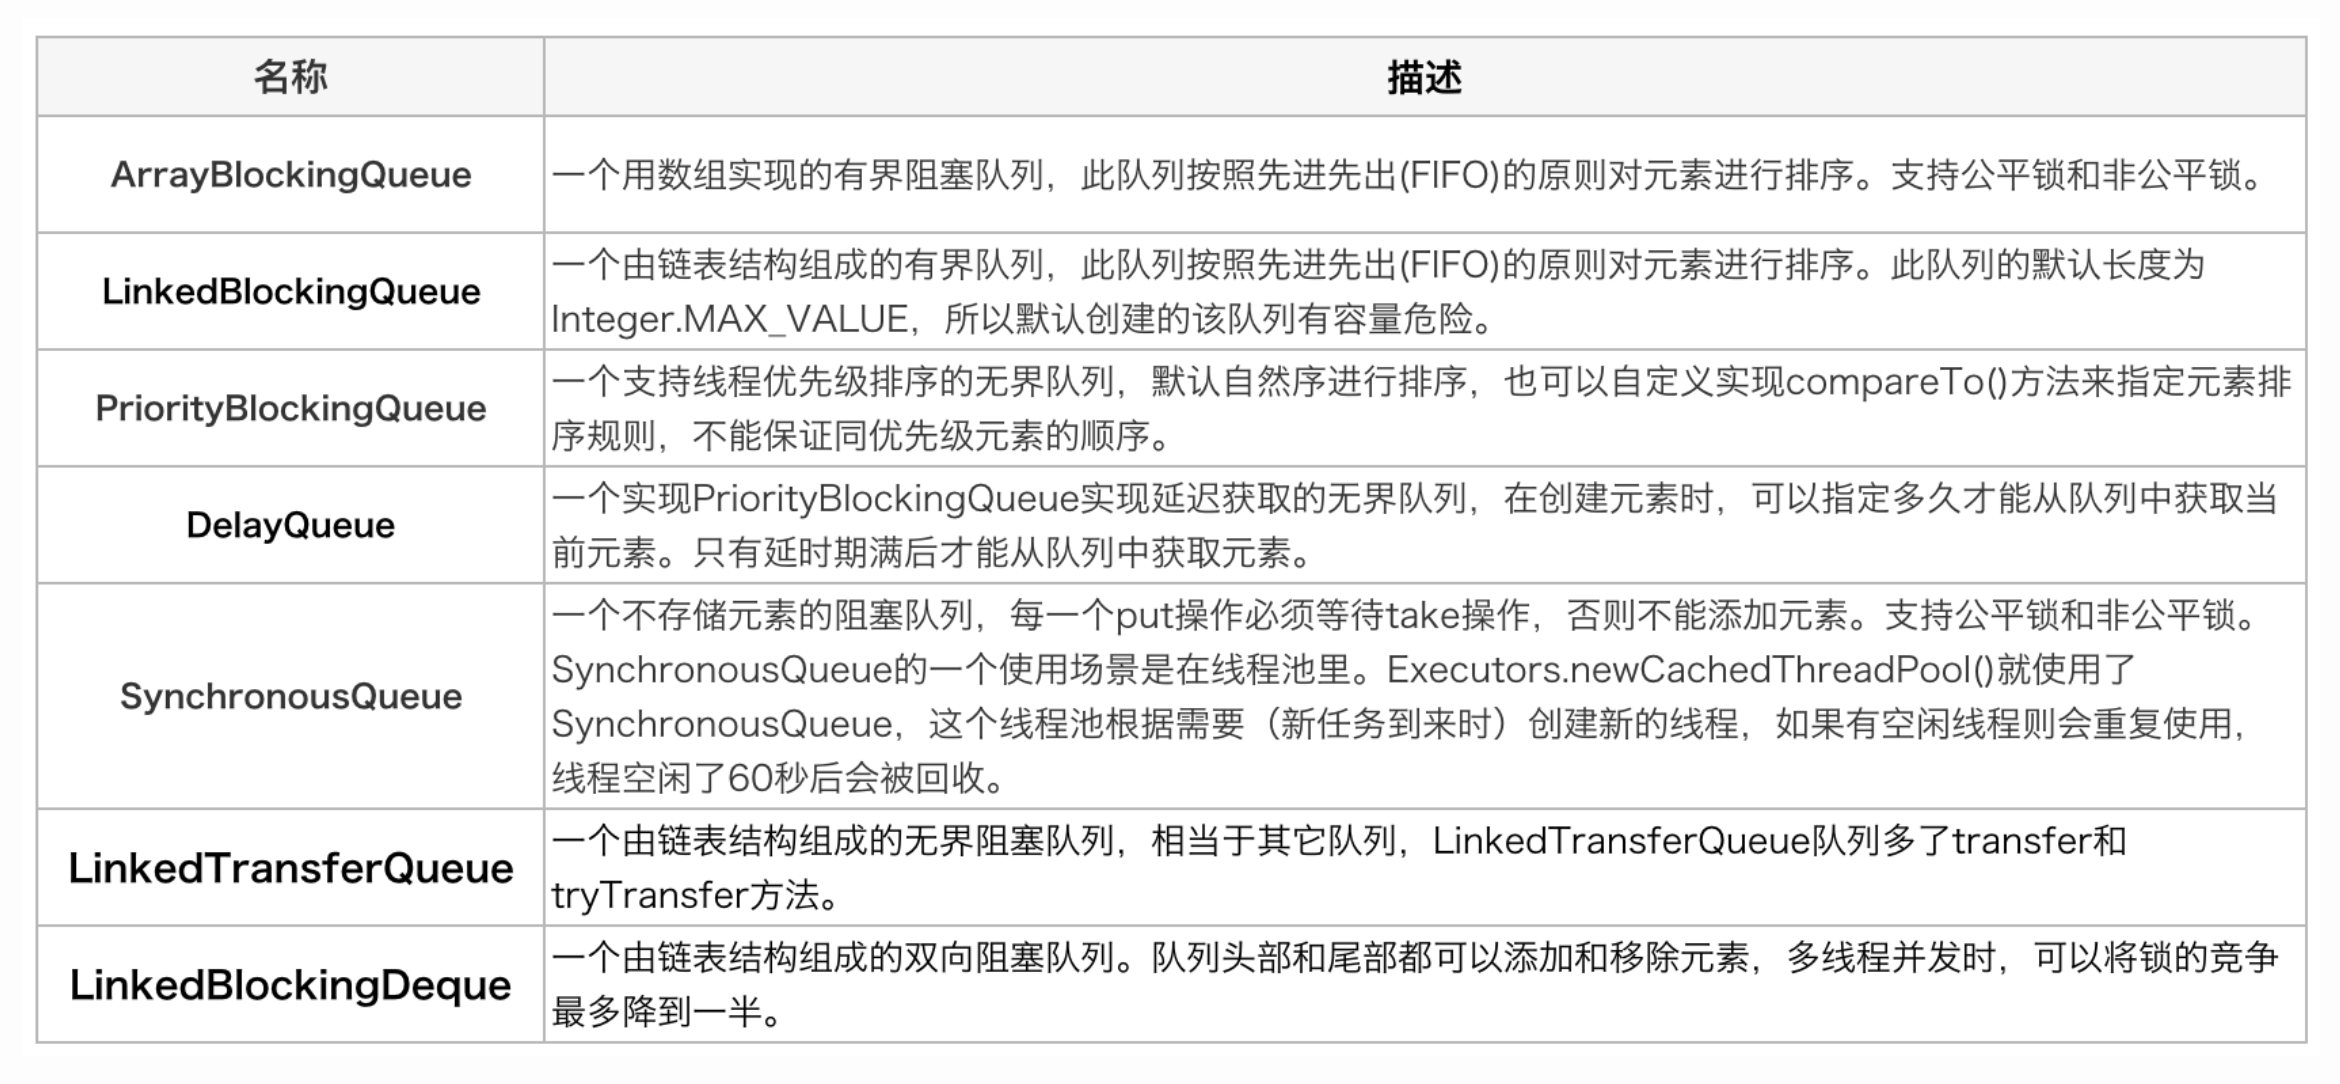 名称
描述
ArrayBlockingQueue
一个用数组实现的有界阻塞队列，此队列按照先进先出(FIFO)的原则对元素进行排序。支持公平锁和非公平锁。
LinkedBlockingQueue
一个由链表结构组成的有界队列，此队列按照先进先出(FIFO)的原则对元素进行排序。此队列的默认长度为
Integer.MAX_VALUE，所以默认创建的该队列有容量危险。
PriorityBlockingQueue
一个支持线程优先级排序的无界队列，默认自然序进行排序，也可以自定义实现compareTo()方法来指定元素排
序规则，不能保证同优先级元素的顺序。
DelayQueue
一个实现PriorityBlockingQueue实现延迟获取的无界队列，在创建元素时，可以指定多久才能从队列中获取当
前元素。只有延时期满后才能从队列中获取元素。
SynchronousQueue
一个不存储元素的阻塞队列，每一个put操作必须等待take操作，否则不能添加元素。支持公平锁和非公平锁。
SynchronousQueue的一个使用场景是在线程池里。Executors.newCachedThreadPool()就使用了
SynchronousQueue，这个线程池根据需要（新任务到来时）创建新的线程，如果有空闲线程则会重复使用，
线程空闲了60秒后会被回收。
LinkedTransferQueue
一个由链表结构组成的无界阻塞队列，相当于其它队列，LinkedTransferQueue队列多了transfer和
tryTransfer方法。
LinkedBlockingDeque
一个由链表结构组成的双向阻塞队列。队列头部和尾部都可以添加和移除元素，多线程并发时，可以将锁的竞争
最多降到一半。